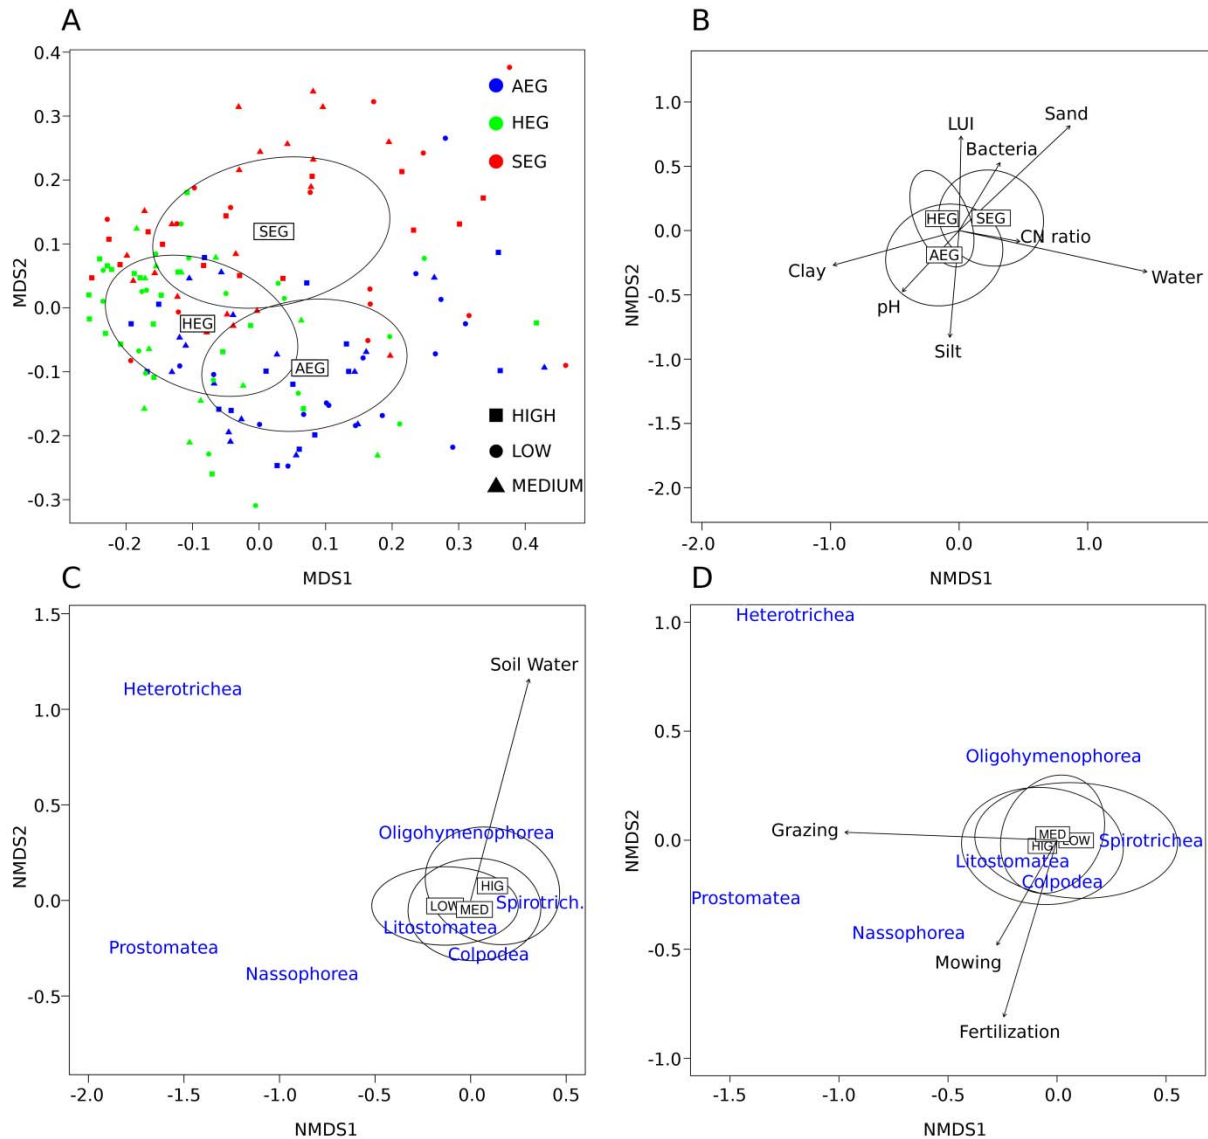 A
0.4
0.3
0.2
0.1
0.0
-0.1
-0.2
-0.3
MDS2
AEG
HEG
SEG
SEG
HEG
AEG
HIGH
LOW
MEDIUM
-0.2
-0.1
0.0
0.1
0.2
0.3
0.4
MDS1
B
1.0
0.5
0.0
-0.5
-1.0
-1.5
-2.0
NMDS2
LUI
Sand
Bacteria
HEG
SEG
CN ratio
AEG
Clay
Water
pH
Silt
-2.0
-1.0
0.0
1.0
NMDS1
C
1.5
1.0
0.5
0.0
-0.5
NMDS2
Soil Water
Heterotrichea
Oligohymenophorea
HIG
LOW
MED
Spirotrich.
Litostomatea
Prostomatea
Colpodea
Nassophorea
-2.0
-1.5
-1.0
-0.5
0.0
0.5
NMDS1
D
1.0
0.5
0.0
-0.5
-1.0
NMDS2
Heterotrichea
Oligohymenophorea
Grazing
MED
HIG
LOW
Spirotrichea
Litostomatea
Colpodea
Prostomatea
Nassophorea
Mowing
Fertilization
-1.5
-1.0
-0.5
0.0
0.5
NMDS1